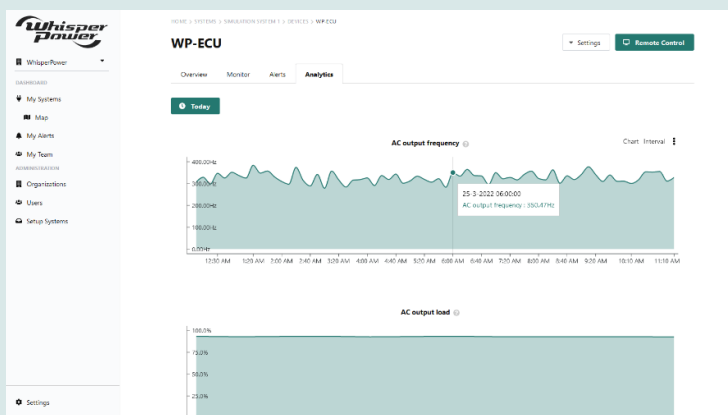 Whisper
Power
WhisperPower
DASHBOARD
My Systems
Map
My Alerts
My Team
ADMINISTRATION
Organizations
Users
Setup Systems
Settings
HOME > SYSTEMS > SIMULATION SYSTEM 1 > DEVICES > WP-ECU
WP-ECU
Settings
Remote Control
Overview Monitor Alerts Analytics
Today
AC output frequency
Chart Interval
400.00Hz
300.00Hz
200.00Hz
100.00Hz
0.00Hz
25-3-2022 06:00:00
AC output frequency : 350.47Hz
12:30 AM 1:20 AM 2:00 AM 2:40 AM 3:20 AM 4:00 AM 4:40 AM 5:20 AM 6:00 AM 6:40 AM 7:20 AM 8:00 AM 8:40 AM 9:20 AM 10:10 AM 11:10 AM
AC output load
100.0%
75.0%
50.0%
25.0%